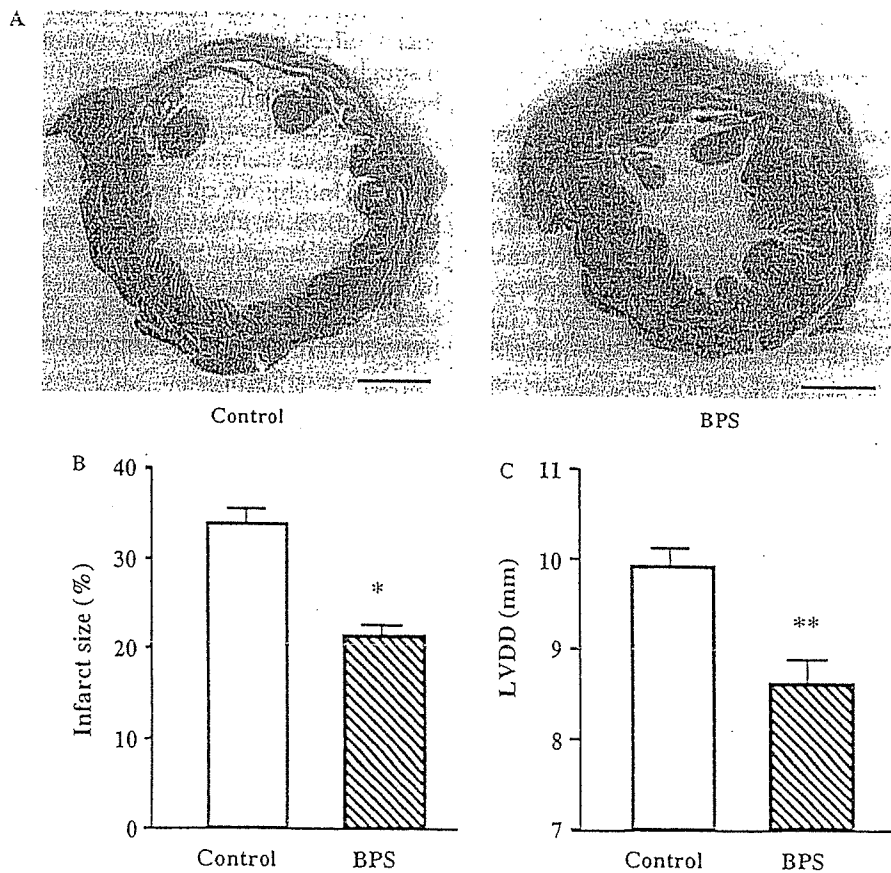 A
Control
BPS
B
Infarct size (%)
40
30
20
10
0
*
Control
BPS
C
LVDD (mm)
11
10
9
8
7
**
Control
BPS